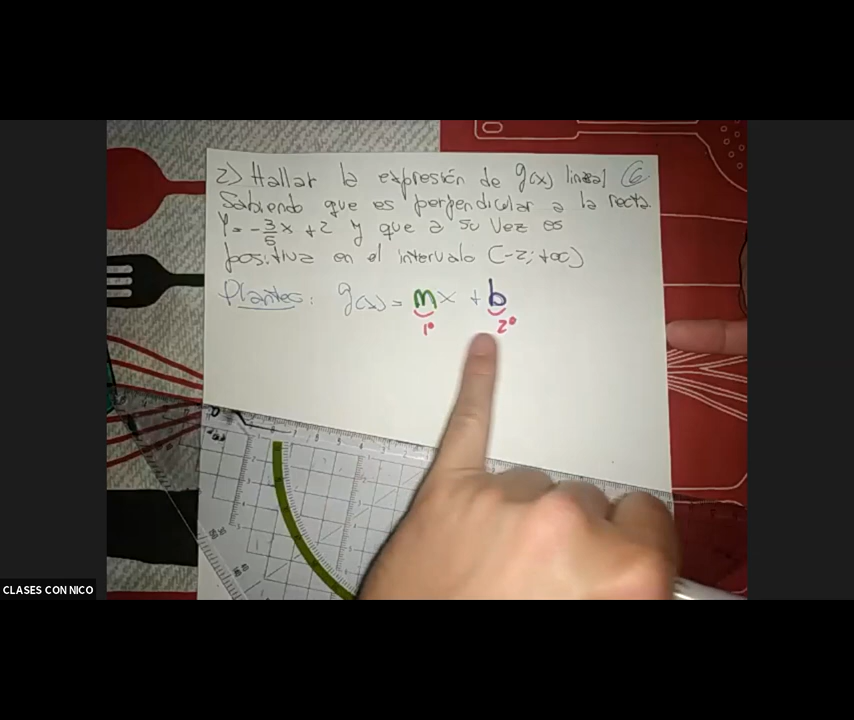 2) Hallar la expresión de g(x) lineal 6
Sabiendo que es perpendicular a la recta
Y = -3/5 x + 2 y que a su vez es
positiva en el intervalo (-2; +∞)
Planteo: g(x) = mx + b
1° 2°
CLASES CON NICO